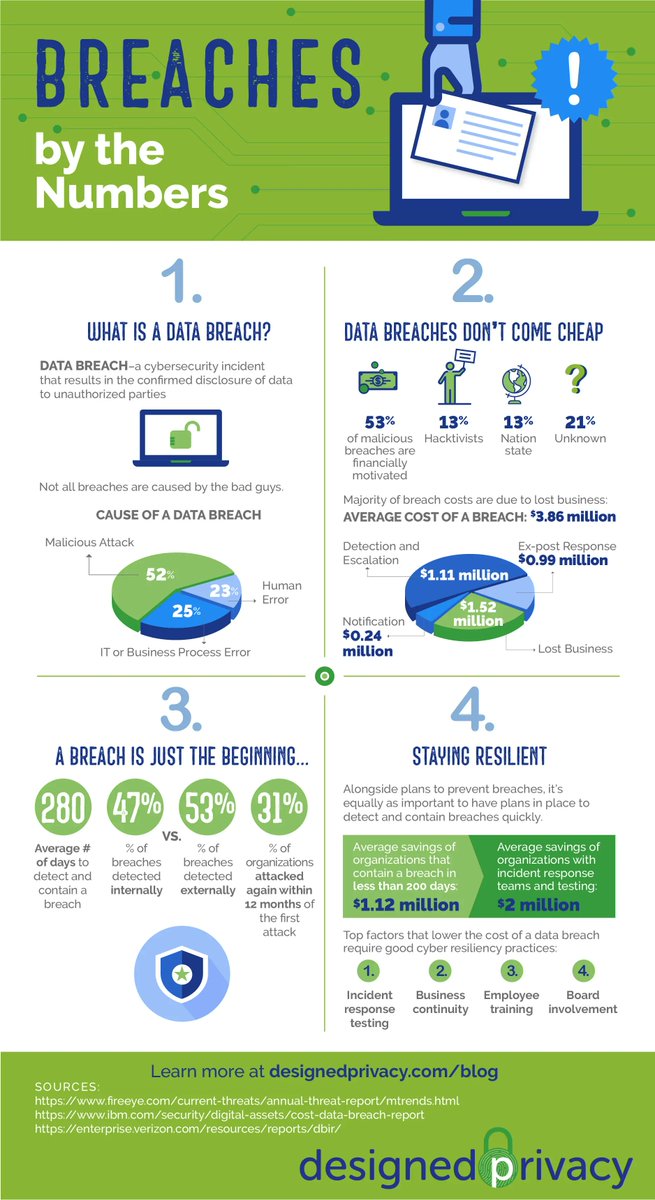 BREACHES
by the
Numbers
!
1.
WHAT IS A DATA BREACH?
DATA BREACH–a cybersecurity incident
that results in the confirmed disclosure of data
to unauthorized parties
Not all breaches are caused by the bad guys.
CAUSE OF A DATA BREACH
Malicious Attack
52%
23%
Human
Error
25%
IT or Business Process Error
2.
DATA BREACHES DON'T COME CHEAP
$
?
53%
of malicious
breaches are
financially
motivated
13%
Hacktivists
13%
Nation
state
21%
Unknown
Majority of breach costs are due to lost business:
AVERAGE COST OF A BREACH: $3.86 million
Detection and
Escalation
$1.11 million
Ex-post Response
$0.99 million
$1.52
million
Notification
$0.24
million
Lost Business
3.
A BREACH IS JUST THE BEGINNING...
280
Average #
of days to
detect and
contain a
breach
47%
% of
breaches
detected
internally
VS.
53%
% of
breaches
detected
externally
31%
% of
organizations
attacked
again within
12 months of
the first
attack
4.
STAYING RESILIENT
Alongside plans to prevent breaches, it's
equally as important to have plans in place to
detect and contain breaches quickly.
Average savings of
organizations that
contain a breach in
less than 200 days:
$1.12 million
Average savings of
organizations with
incident response
teams and testing:
$2 million
Top factors that lower the cost of a data breach
require good cyber resiliency practices:
1.
Incident
response
testing
2.
Business
continuity
3.
Employee
training
4.
Board
involvement
Learn more at designedprivacy.com/blog
SOURCES:
https://www.fireeye.com/current-threats/annual-threat-report/mtrends.html
https://www.ibm.com/security/digital-assets/cost-data-breach-report
https://enterprise.verizon.com/resources/reports/dbir/
designedprivacy